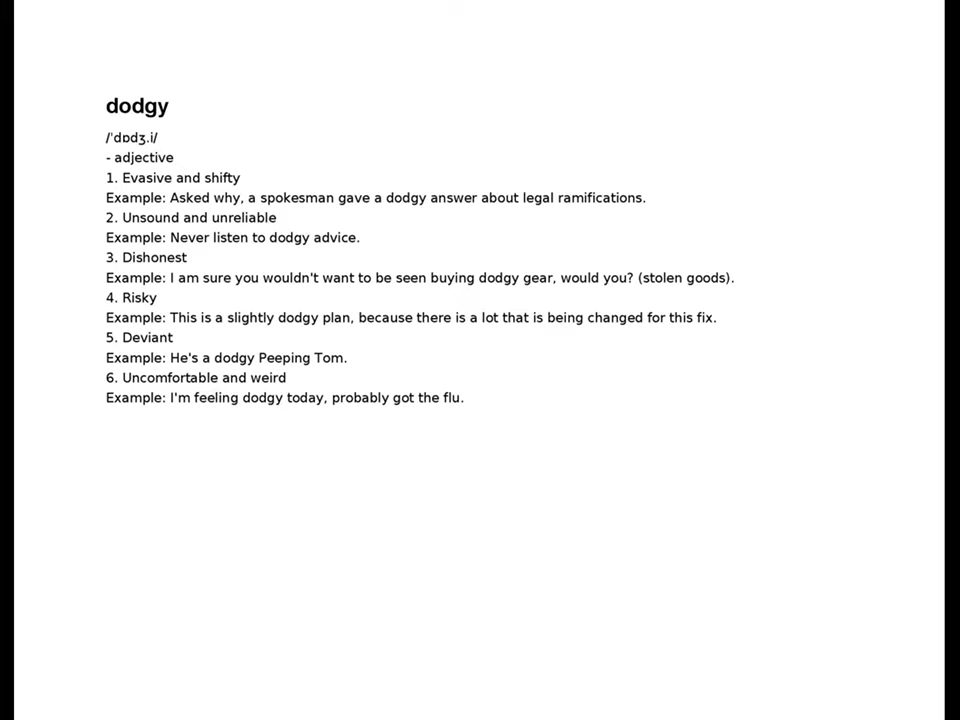 dodgy
/ˈdɒdʒ.i/
- adjective
1. Evasive and shifty
Example: Asked why, a spokesman gave a dodgy answer about legal ramifications.
2. Unsound and unreliable
Example: Never listen to dodgy advice.
3. Dishonest
Example: I am sure you wouldn't want to be seen buying dodgy gear, would you? (stolen goods).
4. Risky
Example: This is a slightly dodgy plan, because there is a lot that is being changed for this fix.
5. Deviant
Example: He's a dodgy Peeping Tom.
6. Uncomfortable and weird
Example: I'm feeling dodgy today, probably got the flu.